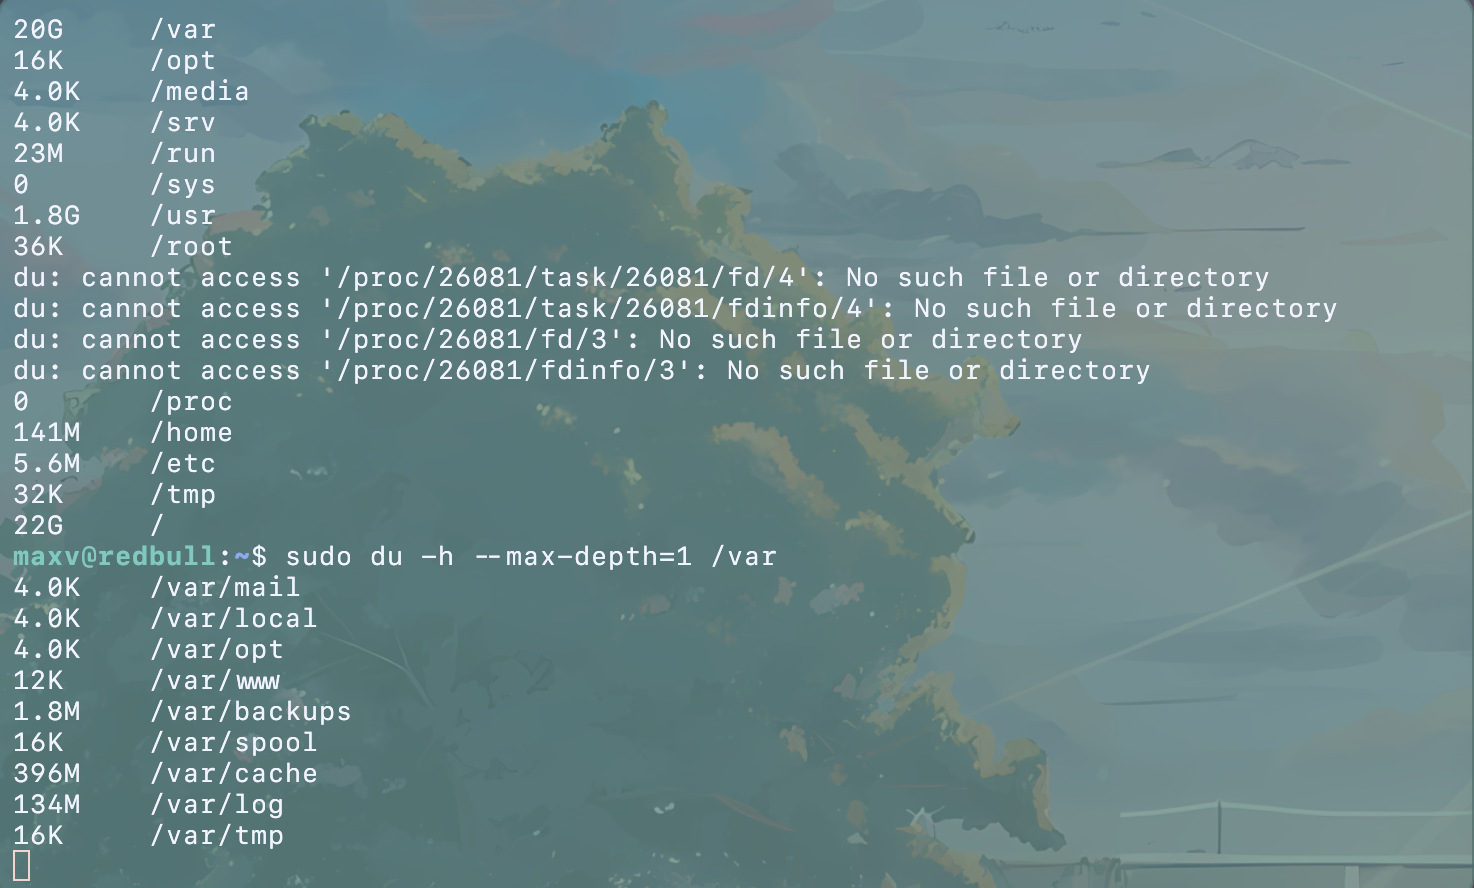 20G     /var
16K     /opt
4.0K    /media
4.0K    /srv
23M     /run
0       /sys
1.8G    /usr
36K     /root
du: cannot access '/proc/26081/task/26081/fd/4': No such file or directory
du: cannot access '/proc/26081/task/26081/fdinfo/4': No such file or directory
du: cannot access '/proc/26081/fd/3': No such file or directory
du: cannot access '/proc/26081/fdinfo/3': No such file or directory
0       /proc
141M    /home
5.6M    /etc
32K     /tmp
22G     /
maxv@redbull:~$ sudo du -h --max-depth=1 /var
4.0K    /var/mail
4.0K    /var/local
4.0K    /var/opt
12K     /var/www
1.8M    /var/backups
16K     /var/spool
396M    /var/cache
134M    /var/log
16K     /var/tmp